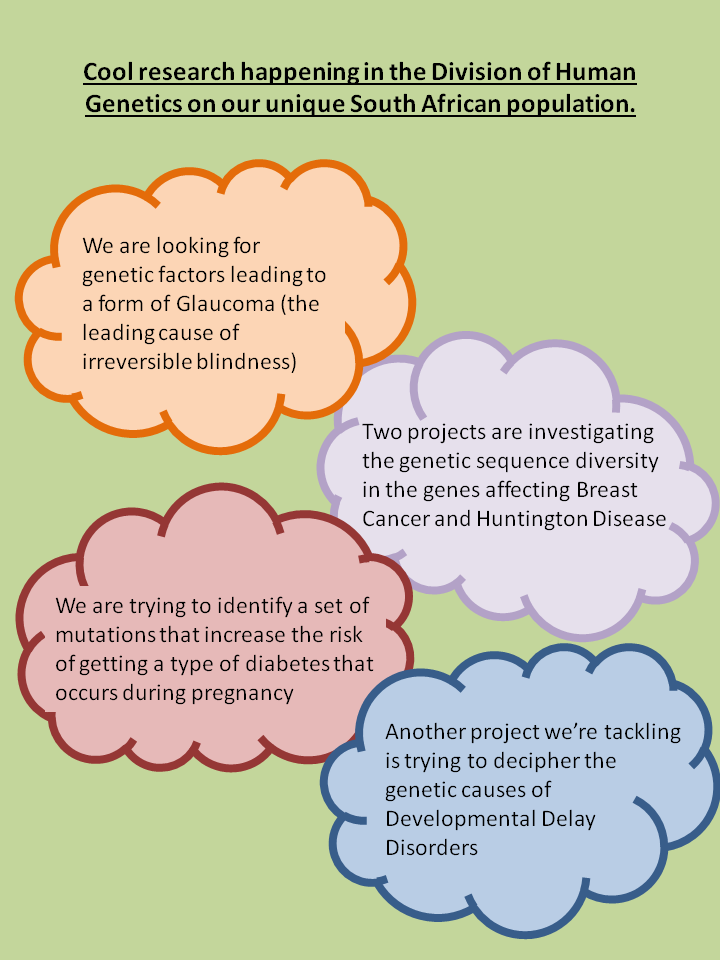 Cool research happening in the Division of Human
Genetics on our unique South African population.
We are looking for
genetic factors leading to
a form of Glaucoma (the
leading cause of
irreversible blindness)
Two projects are investigating
the genetic sequence diversity
in the genes affecting Breast
Cancer and Huntington Disease
We are trying to identify a set of
mutations that increase the risk
of getting a type of diabetes that
occurs during pregnancy
Another project we’re tackling
is trying to decipher the
genetic causes of
Developmental Delay
Disorders